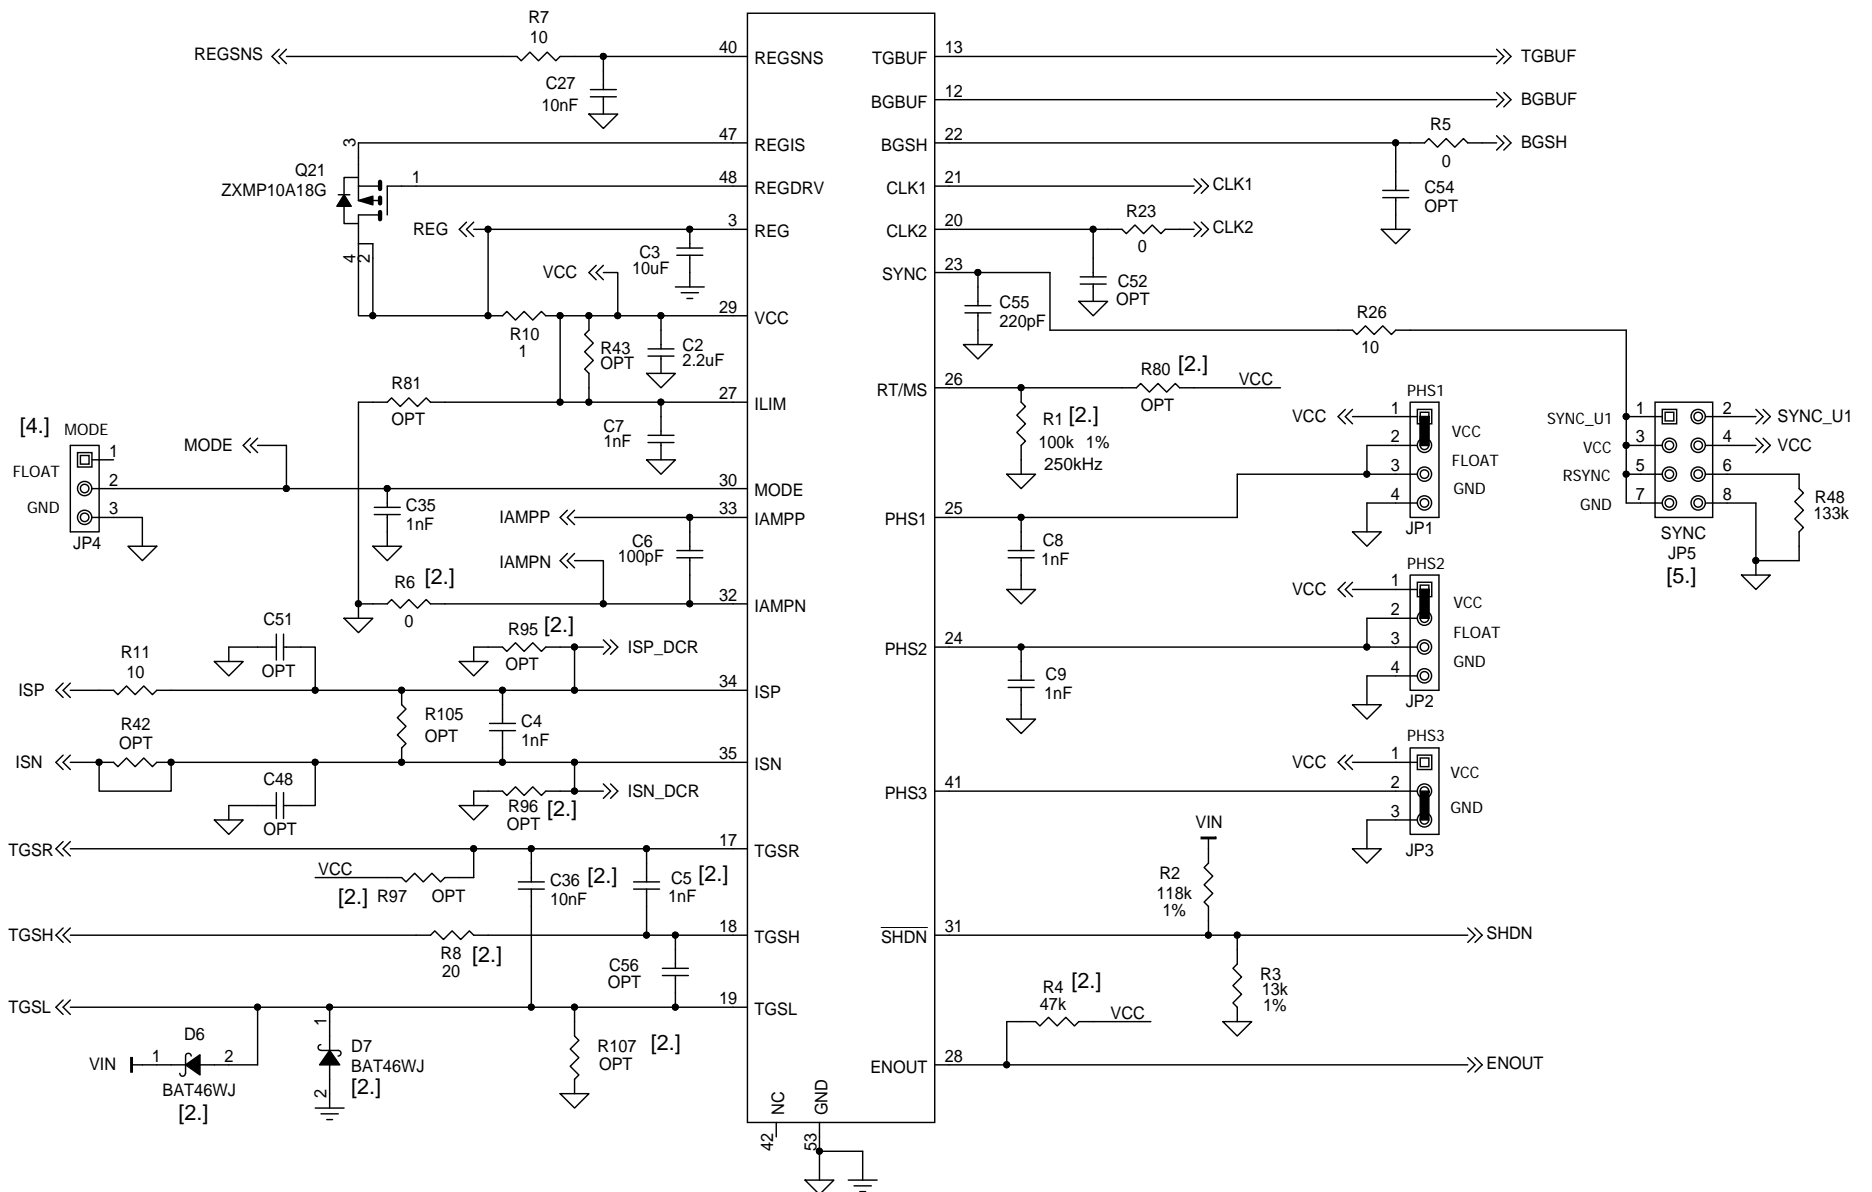 R7
10
REGSNS
40
REGSNS
C27
10nF
47
REGIS
3
Q21
ZXMP10A18G
1
48
REGDRV
REG
3
REG
C3
10uF
4
2
VCC
29
VCC
R10
1
R43
OPT
C2
2.2uF
R81
OPT
27
ILIM
C7
1nF
[4.]
MODE
1
FLOAT
2
GND
3
JP4
MODE
30
MODE
C35
1nF
IAMPP
33
IAMPP
C6
100pF
IAMPN
R6
[2.]
0
32
IAMPN
C51
OPT
R95
[2.]
OPT
ISP_DCR
R11
10
ISP
34
ISP
R105
OPT
C4
1nF
R42
OPT
ISN
35
ISN
C48
OPT
R96
OPT
[2.]
ISN_DCR
TGSR
17
TGSR
VCC
[2.]
R97
OPT
C36
10nF
[2.]
C5
1nF
[2.]
TGSH
18
TGSH
R8
20
[2.]
C56
OPT
TGSL
19
TGSL
D6
VIN
1
2
BAT46WJ
[2.]
1
D7
BAT46WJ
2
[2.]
R107
OPT
[2.]
NC
GND
42
53
TGBUF
13
TGBUF
BGBUF
12
BGBUF
BGSH
22
R5
0
BGSH
C54
OPT
CLK1
21
CLK1
CLK2
20
R23
0
CLK2
C52
OPT
SYNC
23
C55
220pF
R26
10
RT/MS
26
R80
[2.]
OPT
VCC
R1
[2.]
100k 1%
250kHz
PHS1
VCC
1
2
VCC
3
FLOAT
4
GND
JP1
PHS1
25
C8
1nF
SYNC_U1
1
2
SYNC_U1
VCC
3
4
VCC
RSYNC
5
6
GND
7
8
SYNC
JP5
[5.]
R48
133k
PHS2
VCC
1
2
VCC
3
FLOAT
4
GND
JP2
PHS2
24
C9
1nF
PHS3
VCC
1
VCC
2
3
GND
JP3
PHS3
41
VIN
R2
118k
1%
SHDN
31
SHDN
R3
13k
1%
R4
[2.]
47k
VCC
ENOUT
28
ENOUT